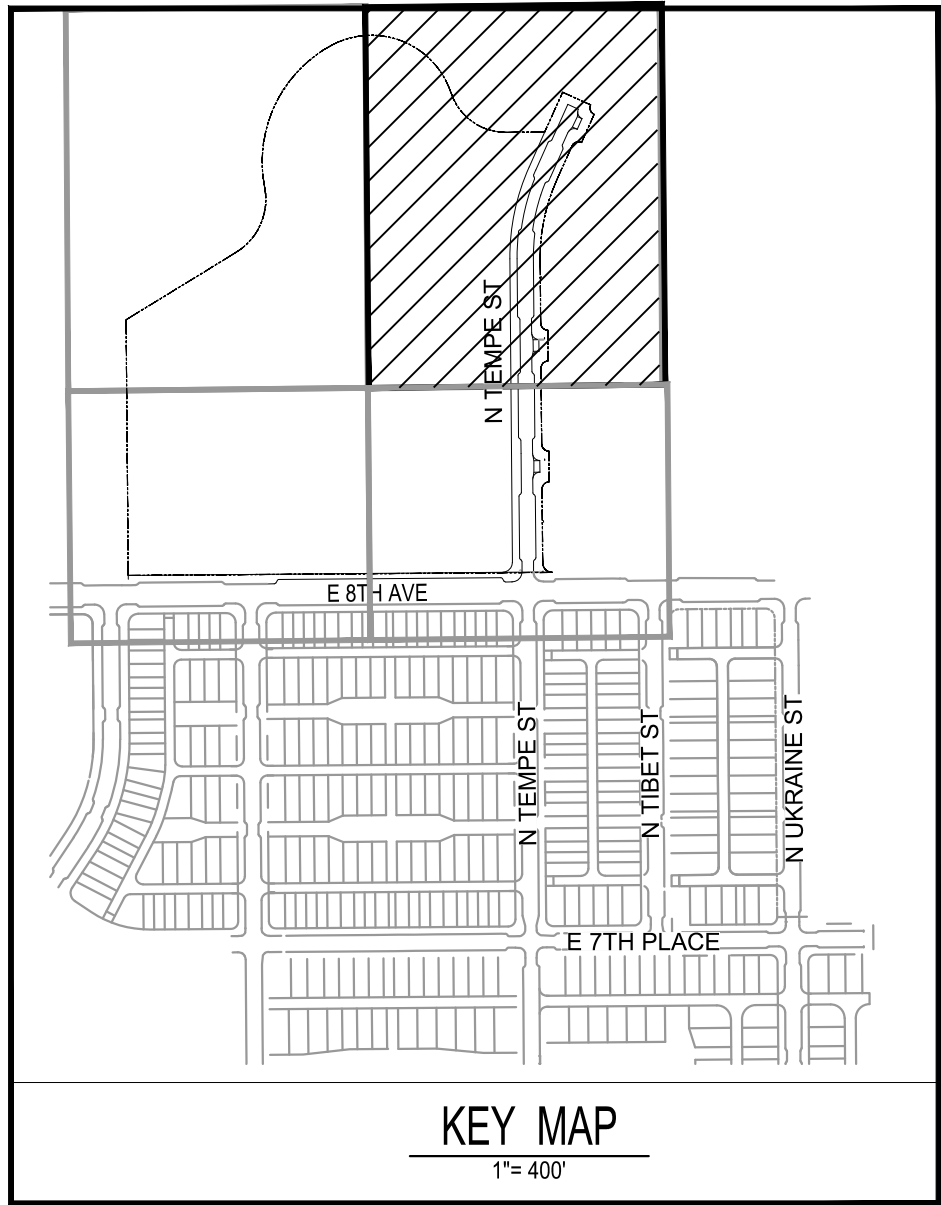 N TEMPE ST
E 8TH AVE
N TEMPE ST
N TIBET ST
N UKRAINE ST
E 7TH PLACE
KEY MAP
1"= 400'